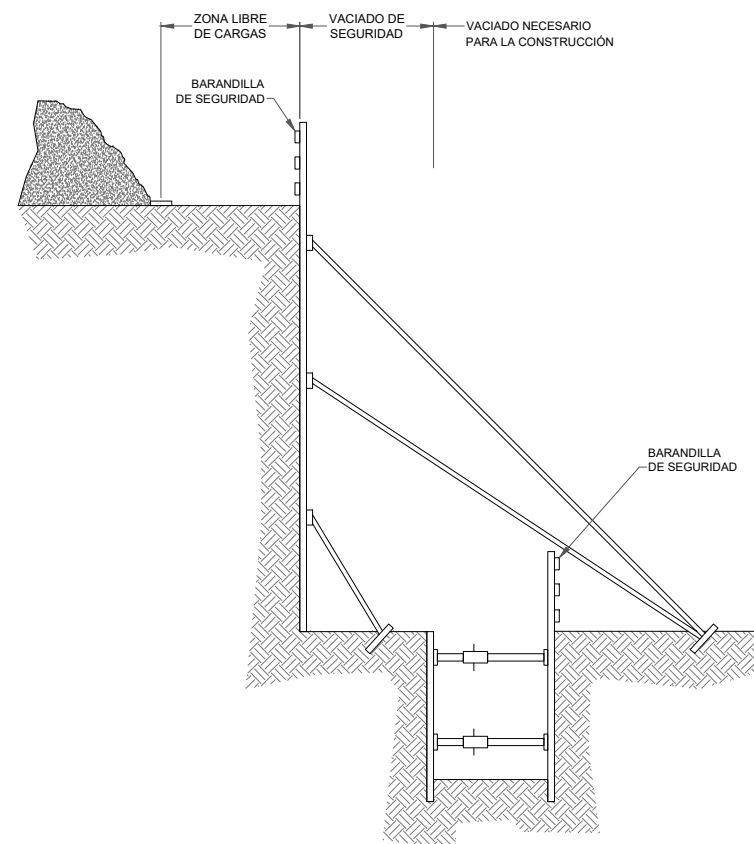 ZONA LIBRE
DE CARGAS
VACIADO DE
SEGURIDAD
VACIADO NECESARIO
PARA LA CONSTRUCCIÓN
BARANDILLA
DE SEGURIDAD
BARANDILLA
DE SEGURIDAD